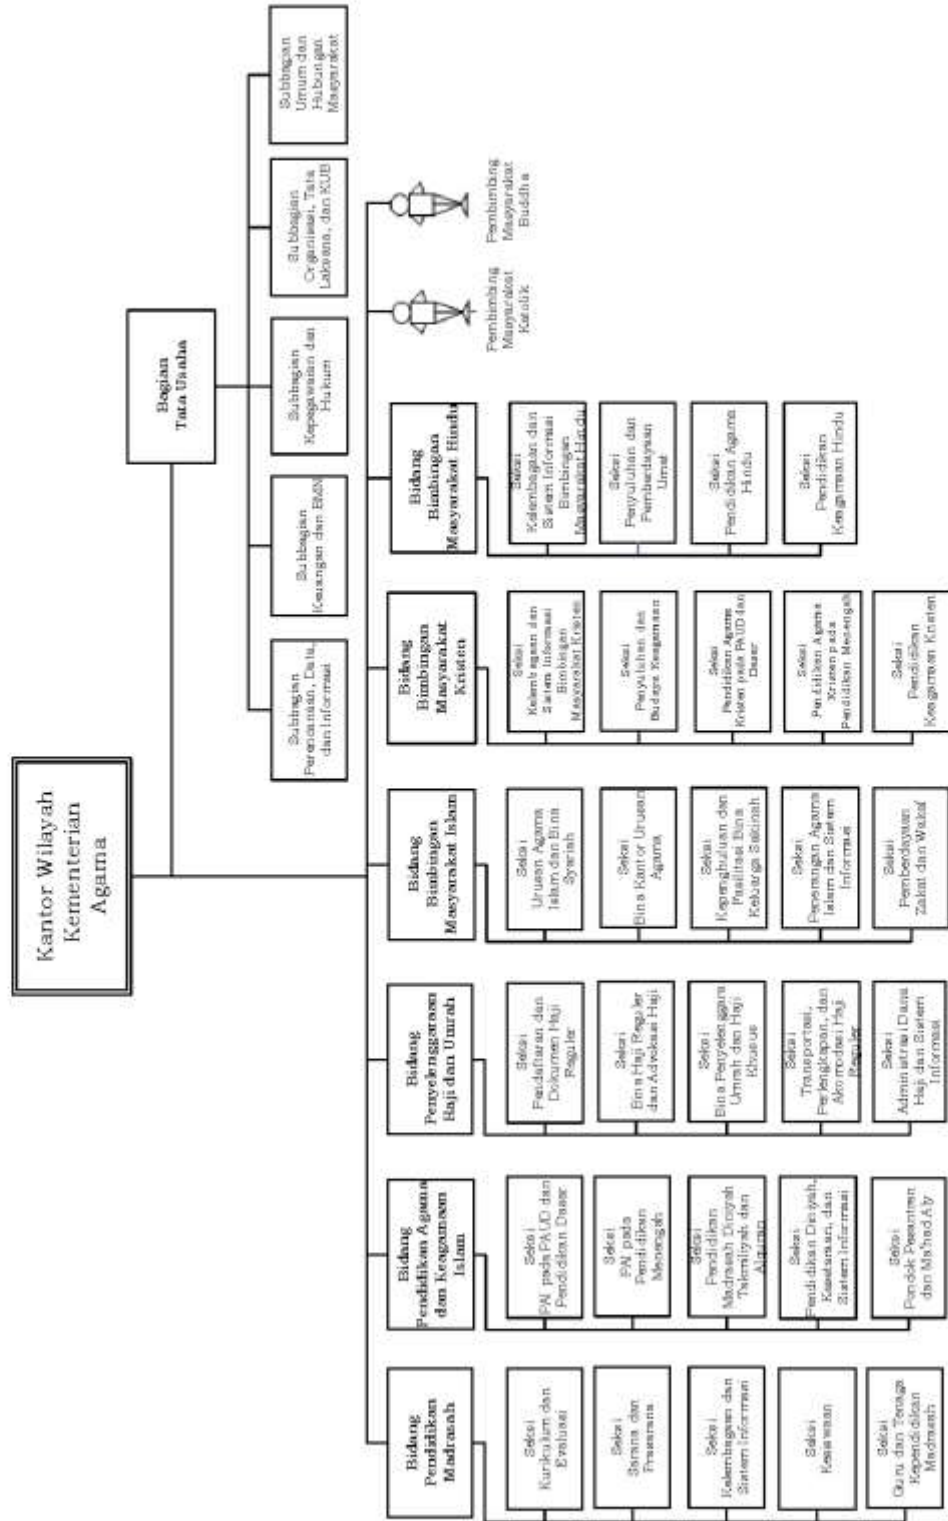 Kantor Wilayah
Kementerian
Agama
Bagian
Tata Usaha
Subbagian
Perencanaan, Data,
dan Informasi
Subbagian
Keuangan dan BMN
Subbagian
Kepegawaian dan
Hukum
Subbagian
Organisasi, Tata
Laksana, dan KUB
Subbagian
Umum dan
Hubungan
Masyarakat
Bidang
Pendidikan
Madrasah
Seksi
Kurikulum dan
Evaluasi
Seksi
Sarana dan
Prasarana
Seksi
Kelembagaan dan
Sistem Informasi
Seksi
Kesiswaan
Seksi
Guru dan Tenaga
Kependidikan
Madrasah
Bidang
Pendidikan Agama
dan Keagamaan
Islam
Seksi
PAI pada PAUD dan
Pendidikan Dasar
Seksi
PAI pada
Pendidikan
Menengah
Seksi
Pendidikan
Madrasah Diniyah
Takmiliyah dan
Alquran
Seksi
Pendidikan Diniyah,
Kesetaraan, dan
Sistem Informasi
Seksi
Pondok Pesantren
dan Ma'had Aly
Bidang
Penyelenggaraan
Haji dan Umrah
Seksi
Pendaftaran dan
Dokumen Haji
Reguler
Seksi
Bina Haji Reguler
dan Advokasi Haji
Seksi
Bina Penyelenggara
Umrah dan Haji
Khusus
Seksi
Transportasi,
Perlengkapan, dan
Akomodasi Haji
Reguler
Seksi
Administrasi Dana
Haji dan Sistem
Informasi
Bidang
Bimbingan
Masyarakat Islam
Seksi
Urusan Agama
Islam dan Bina
Syariah
Seksi
Bina Kantor Urusan
Agama
Seksi
Kepenghuluan dan
Fasilitasi Bina
Keluarga Sakinah
Seksi
Penerangan Agama
Islam dan Sistem
Informasi
Seksi
Pemberdayaan
Zakat dan Wakaf
Bidang
Bimbingan
Masyarakat
Kristen
Seksi
Kelembagaan dan
Sistem Informasi
Bimbingan
Masyarakat Kristen
Seksi
Penyuluhan dan
Budaya Keagamaan
Seksi
Pendidikan Agama
Kristen pada PAUD dan
Dasar
Seksi
Pendidikan Agama
Kristen pada
Pendidikan Menengah
Seksi
Pendidikan
Keagamaan Kristen
Bidang
Bimbingan
Masyarakat Hindu
Seksi
Kelembagaan dan
Sistem Informasi
Bimbingan
Masyarakat Hindu
Seksi
Penyuluhan dan
Pemberdayaan
Umat
Seksi
Pendidikan Agama
Hindu
Seksi
Pendidikan
Keagamaan Hindu
Pembimbing
Masyarakat
Katolik
Pembimbing
Masyarakat
Buddha